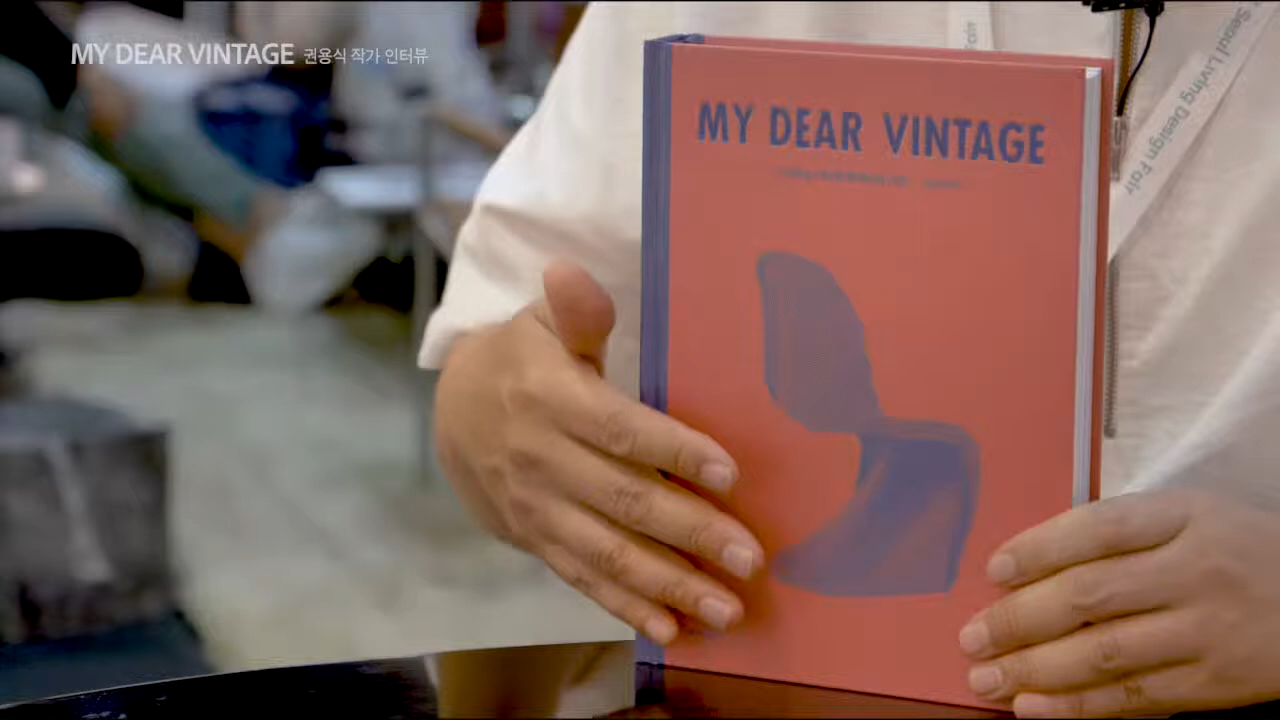 MY DEAR VINTAGE 권용식 작가 인터뷰
MY DEAR VINTAGE
Seoul Living Design Fair